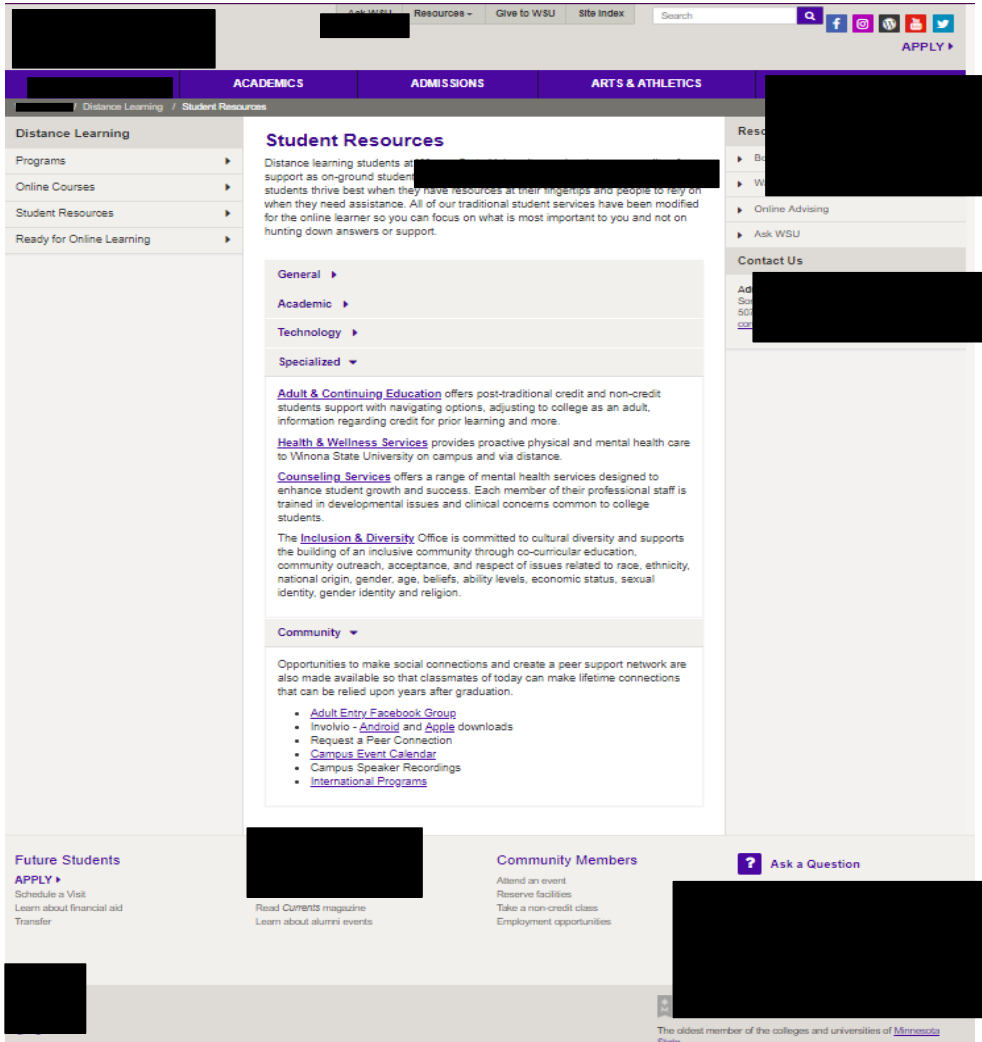 Ask WSU Resources Give to WSU Site Index Search
APPLY
ACADEMICS ADMISSIONS ARTS & ATHLETICS
/ Distance Learning / Student Resources
Distance Learning
Programs
Online Courses
Student Resources
Ready for Online Learning
Student Resources
Distance learning students at
support as on-ground student
students thrive best when they have resources at their fingertips and people to rely on
when they need assistance. All of our traditional student services have been modified
for the online learner so you can focus on what is most important to you and not on
hunting down answers or support.
General
Academic
Technology
Specialized
Adult & Continuing Education offers post-traditional credit and non-credit
students support with navigating options, adjusting to college as an adult,
information regarding credit for prior learning and more.
Health & Wellness Services provides proactive physical and mental health care
to Winona State University on campus and via distance.
Counseling Services offers a range of mental health services designed to
enhance student growth and success. Each member of their professional staff is
trained in developmental issues and clinical concerns common to college
students.
The Inclusion & Diversity Office is committed to cultural diversity and supports
the building of an inclusive community through co-curricular education,
community outreach, acceptance, and respect of issues related to race, ethnicity,
national origin, gender, age, beliefs, ability levels, economic status, sexual
identity, gender identity and religion.
Community
Opportunities to make social connections and create a peer support network are
also made available so that classmates of today can make lifetime connections
that can be relied upon years after graduation.
• Adult Entry Facebook Group
• Involvio - Android and Apple downloads
• Request a Peer Connection
• Campus Event Calendar
• Campus Speaker Recordings
• International Programs
Online Advising
Ask WSU
Contact Us
Future Students
APPLY
Schedule a Visit
Learn about financial aid
Transfer
Read Currents magazine
Learn about alumni events
Community Members
Attend an event
Reserve facilities
Take a non-credit class
Employment opportunities
? Ask a Question
The oldest member of the colleges and universities of Minnesota
State